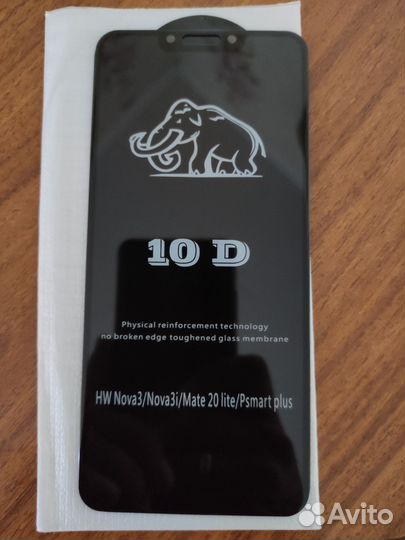 10 D
Physical reinforcement technology
no broken edge toughened glass membrane
HW Nova3/Nova3i/Mate 20 lite/Psmart plus
Avito